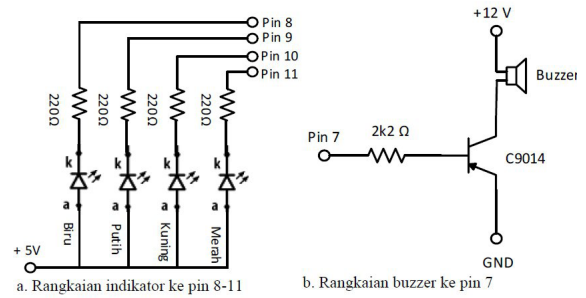 Pin 8
Pin 9
Pin 10
Pin 11
220Ω
220Ω
220Ω
220Ω
k
k
k
k
a
a
a
a
Biru
Putih
Kuning
Merah
+ 5V
a. Rangkaian indikator ke pin 8-11
+12 V
Buzzer
Pin 7
2k2 Ω
C9014
GND
b. Rangkaian buzzer ke pin 7